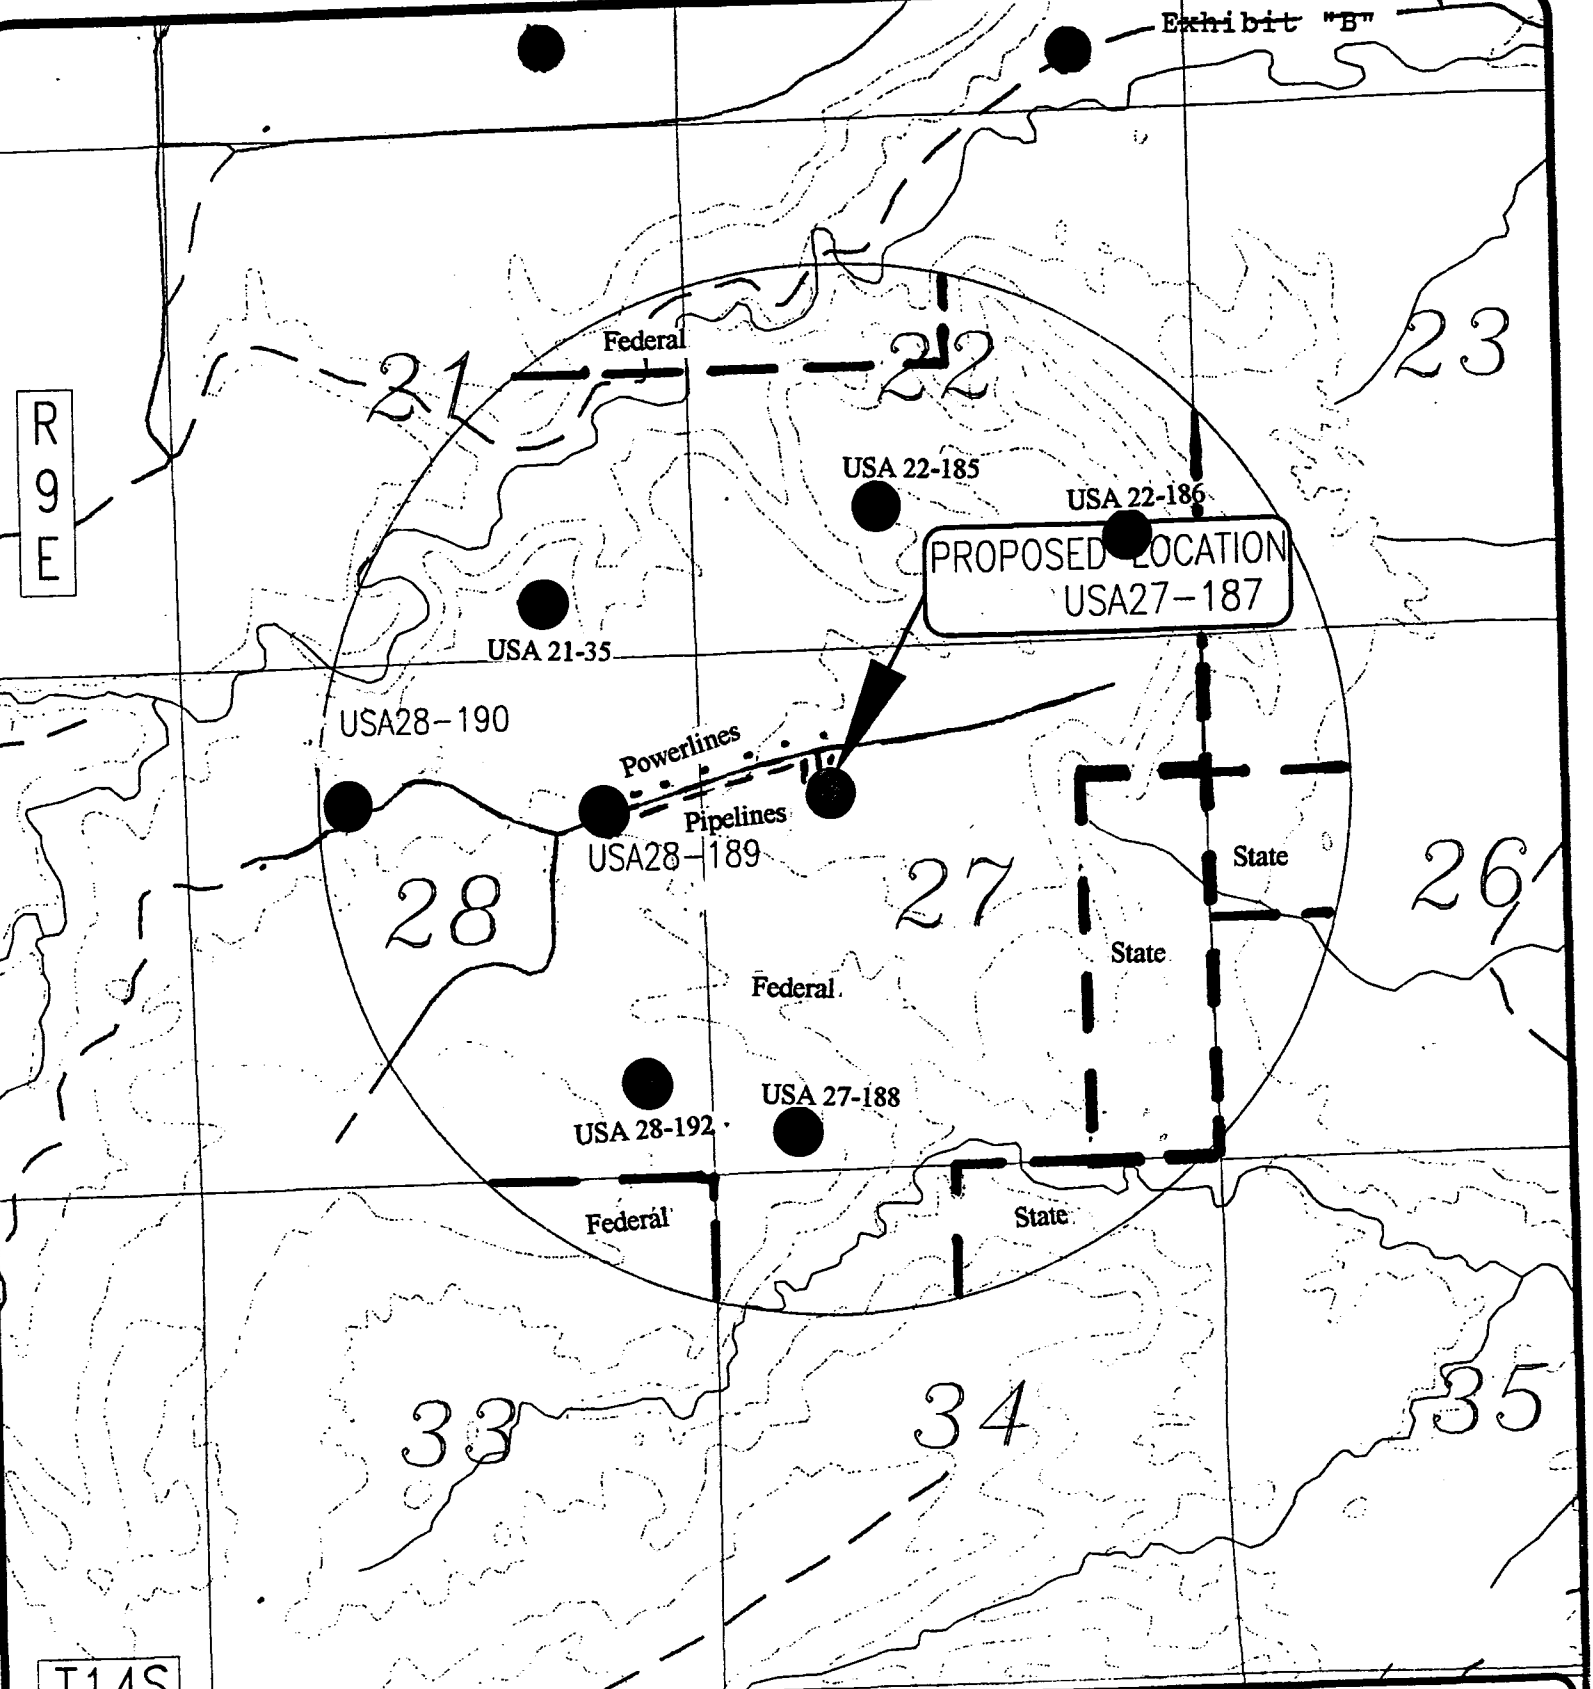 Exhibit "B"
Federal
21
22
23
R
9
E
USA 22-185
USA 22-186
PROPOSED LOCATION
USA27-187
USA 21-35
USA28-190
Powerlines
Pipelines
USA28-189
28
27
State
26
State
Federal
USA 27-188
USA 28-192
Federal
State
33
34
35
T14S